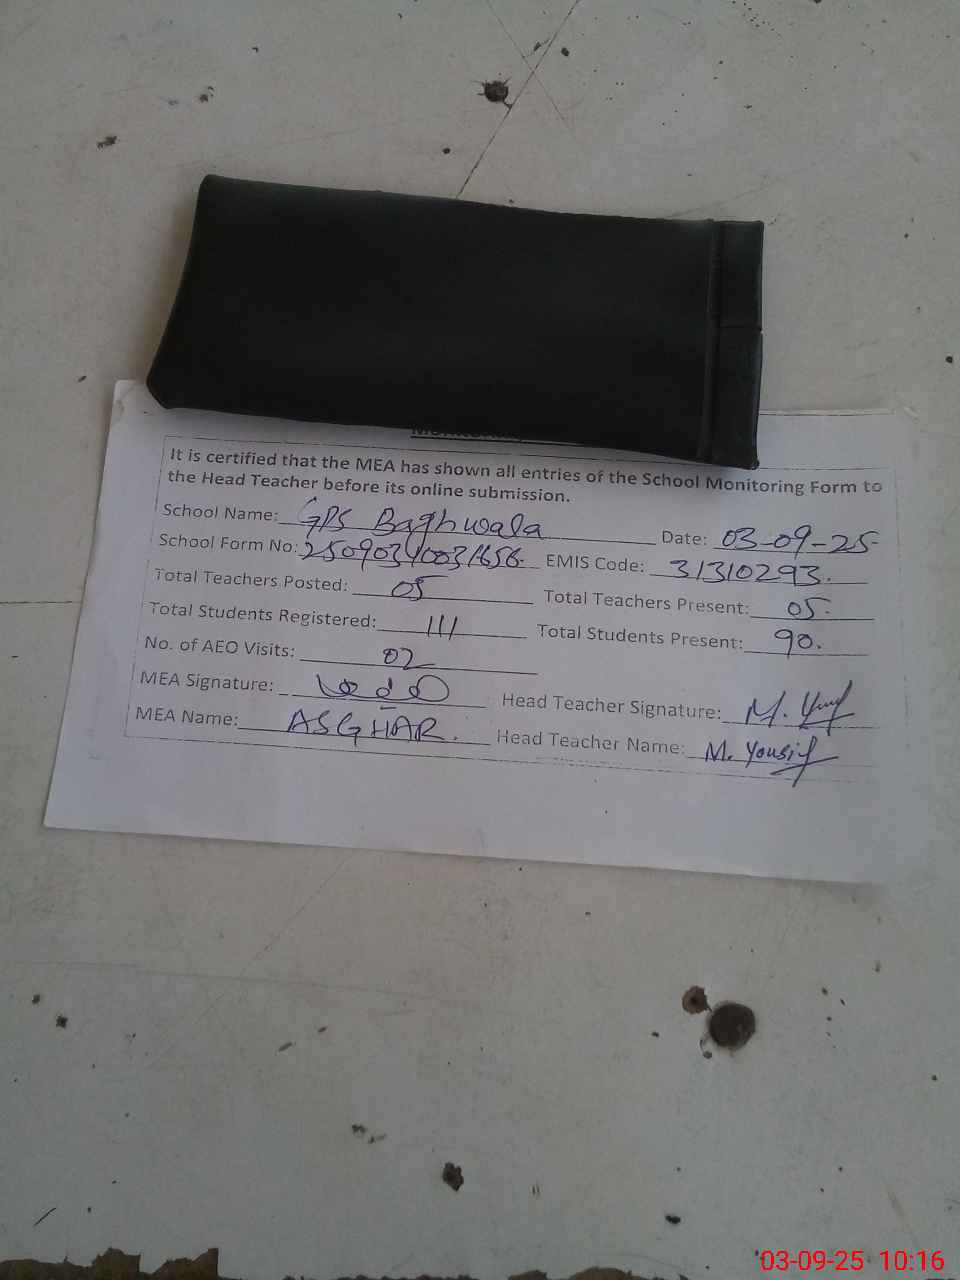 It is certified that the MEA has shown all entries of the School Monitoring Form to
the Head Teacher before its online submission.
School Name: GPS Baghwala Date: 03-09-25
School Form No: 25090340031656 EMIS Code: 31310293.
Total Teachers Posted: 05 Total Teachers Present: 05.
Total Students Registered: 111 Total Students Present: 90.
No. of AEO Visits: 02
MEA Signature: Head Teacher Signature: M.
MEA Name: ASGHAR. Head Teacher Name: M. Yousif
03-09-25 10:16